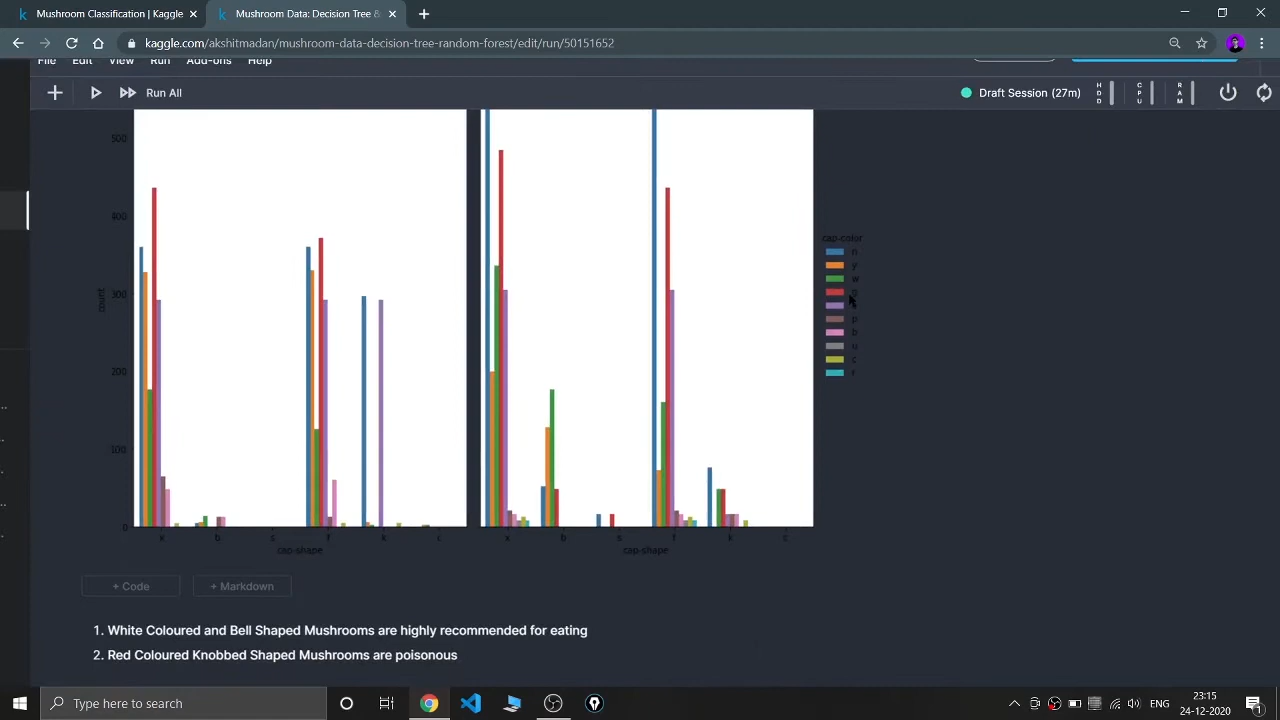 Mushroom Classification | Kaggle
Mushroom Data: Decision Tree &
kaggle.com/akshitmadan/mushroom-data-decision-tree-random-forest/edit/run/50151652
File Edit View Run Add-ons Help
Run All
Draft Session (27m)
HDD
CPU
RAM
500
400
300
200
100
0
count
x b s f k c
cap-shape
x b s f k c
cap-shape
cap-color
n
y
w
p
b
u
c
r
+ Code
+ Markdown
1. White Coloured and Bell Shaped Mushrooms are highly recommended for eating
2. Red Coloured Knobbed Shaped Mushrooms are poisonous
Type here to search
ENG
23:15
24-12-2020